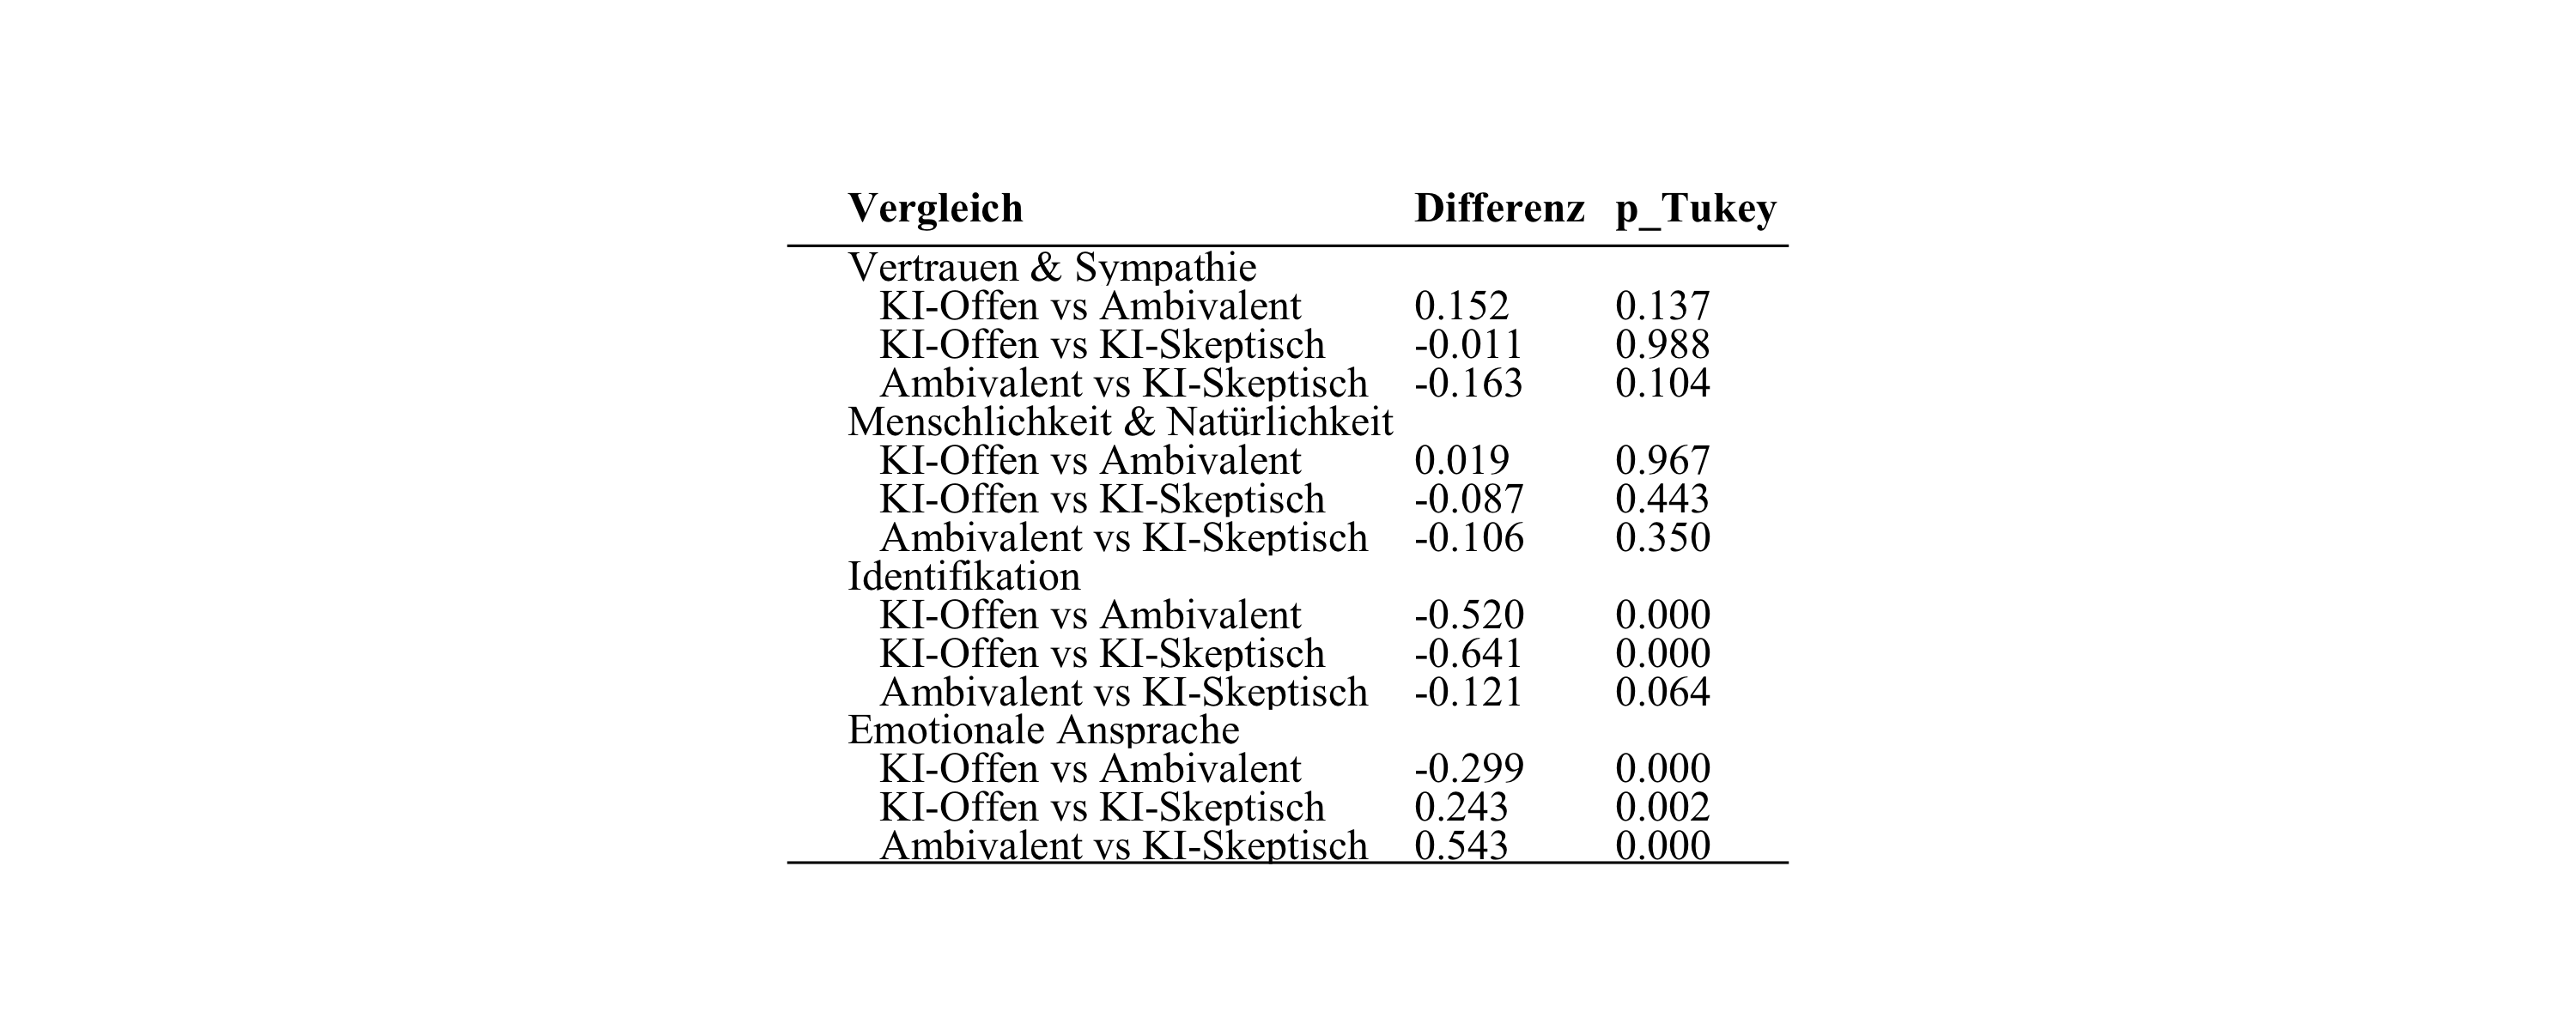 Vergleich Differenz p_Tukey
Vertrauen & Sympathie
KI-Offen vs Ambivalent 0.152 0.137
KI-Offen vs KI-Skeptisch -0.011 0.988
Ambivalent vs KI-Skeptisch -0.163 0.104
Menschlichkeit & Natürlichkeit
KI-Offen vs Ambivalent 0.019 0.967
KI-Offen vs KI-Skeptisch -0.087 0.443
Ambivalent vs KI-Skeptisch -0.106 0.350
Identifikation
KI-Offen vs Ambivalent -0.520 0.000
KI-Offen vs KI-Skeptisch -0.641 0.000
Ambivalent vs KI-Skeptisch -0.121 0.064
Emotionale Ansprache
KI-Offen vs Ambivalent -0.299 0.000
KI-Offen vs KI-Skeptisch 0.243 0.002
Ambivalent vs KI-Skeptisch 0.543 0.000